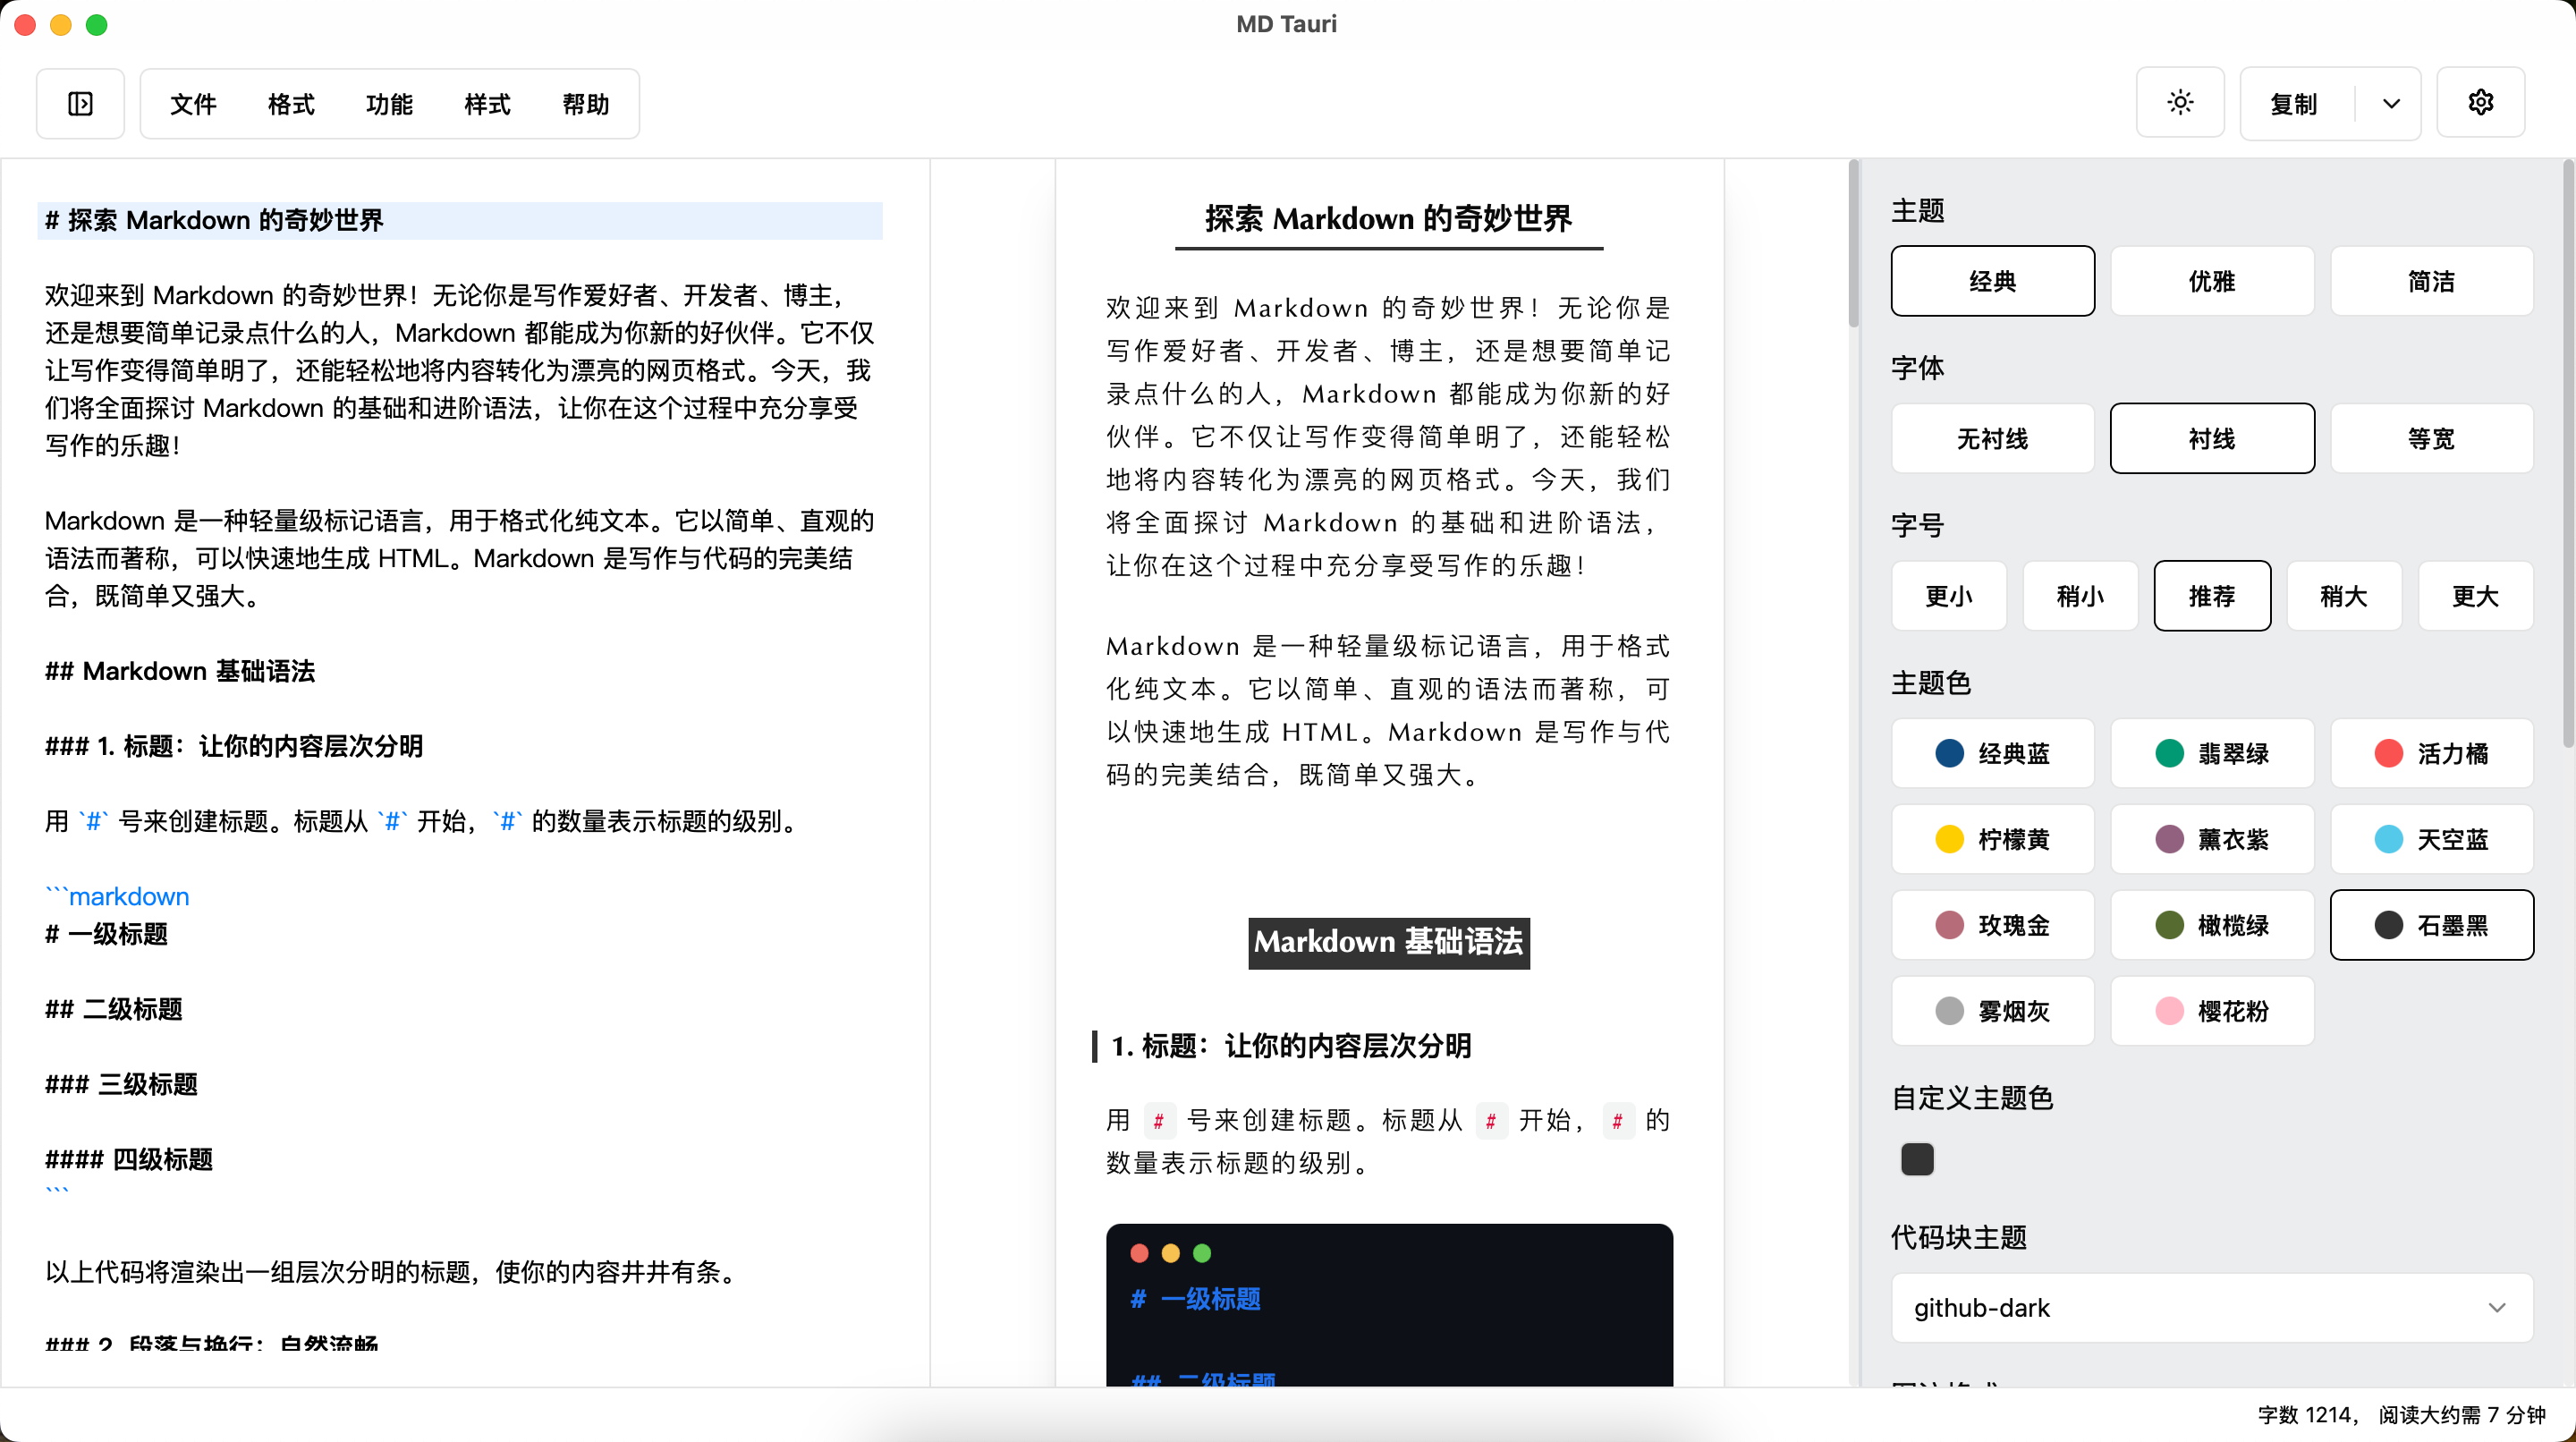 MD Tauri
文件 格式 功能 样式 帮助
复制
# 探索 Markdown 的奇妙世界
欢迎来到 Markdown 的奇妙世界！无论你是写作爱好者、开发者、博主，
还是想要简单记录点什么的人，Markdown 都能成为你新的好伙伴。它不仅
让写作变得简单明了，还能轻松地将内容转化为漂亮的网页格式。今天，我
们将全面探讨 Markdown 的基础和进阶语法，让你在这个过程中充分享受
写作的乐趣！
Markdown 是一种轻量级标记语言，用于格式化纯文本。它以简单、直观的
语法而著称，可以快速地生成 HTML。Markdown 是写作与代码的完美结
合，既简单又强大。
## Markdown 基础语法
### 1. 标题：让你的内容层次分明
用 `#` 号来创建标题。标题从 `#` 开始，`#` 的数量表示标题的级别。
```markdown
# 一级标题
## 二级标题
### 三级标题
#### 四级标题
```
以上代码将渲染出一组层次分明的标题，使你的内容井井有条。
### 2. 段落与换行：自然流畅
探索 Markdown 的奇妙世界
欢迎来到 Markdown 的奇妙世界！无论你是
写作爱好者、开发者、博主，还是想要简单记
录点什么的人，Markdown 都能成为你新的好
伙伴。它不仅让写作变得简单明了，还能轻松
地将内容转化为漂亮的网页格式。今天，我们
将全面探讨 Markdown 的基础和进阶语法，
让你在这个过程中充分享受写作的乐趣！
Markdown 是一种轻量级标记语言，用于格式
化纯文本。它以简单、直观的语法而著称，可
以快速地生成 HTML。Markdown 是写作与代
码的完美结合，既简单又强大。
Markdown 基础语法
1. 标题：让你的内容层次分明
用 # 号来创建标题。标题从 # 开始，# 的
数量表示标题的级别。
# 一级标题
## 二级标题
主题
经典 优雅 简洁
字体
无衬线 衬线 等宽
字号
更小 稍小 推荐 稍大 更大
主题色
经典蓝 翡翠绿 活力橘
柠檬黄 薰衣紫 天空蓝
玫瑰金 橄榄绿 石墨黑
雾烟灰 樱花粉
自定义主题色
代码块主题
github-dark
字数 1214， 阅读大约需 7 分钟